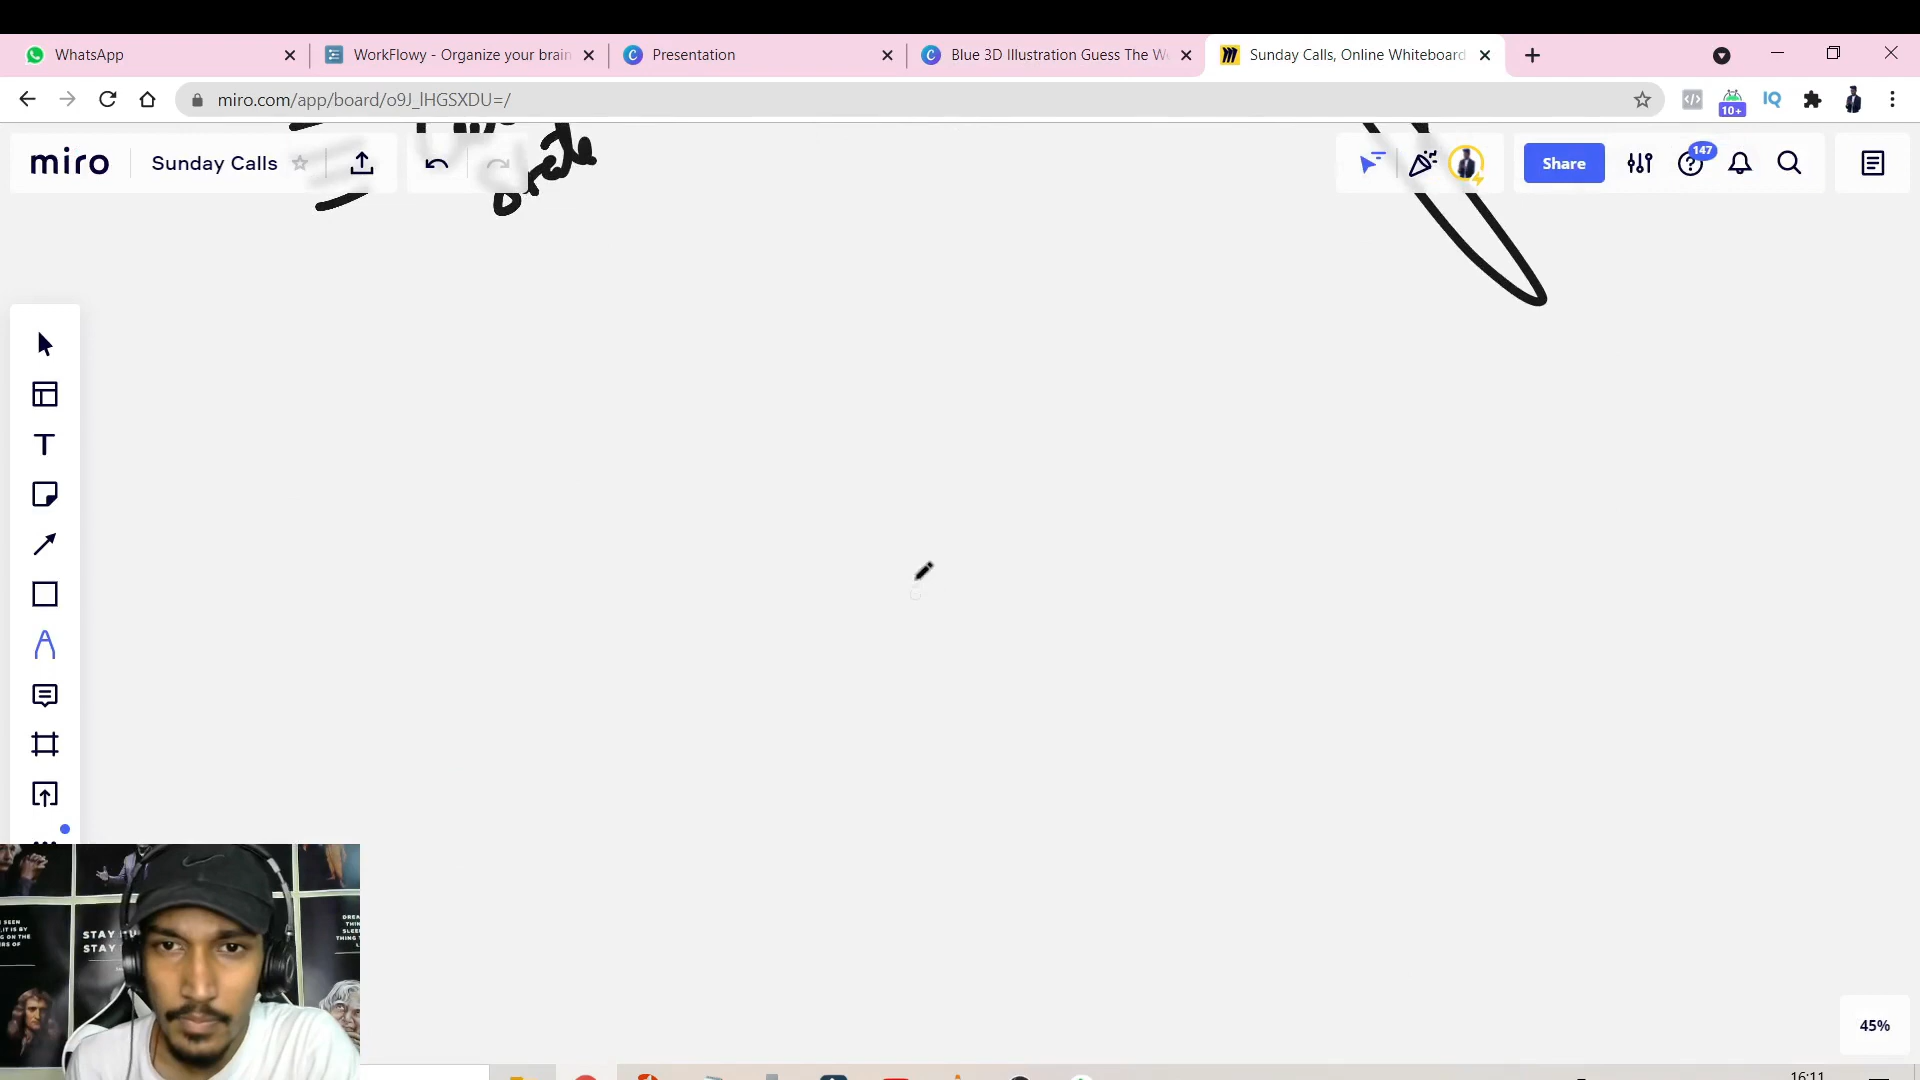 WhatsApp
WorkFlowy - Organize your brain
Presentation
Blue 3D Illustration Guess The Wo
Sunday Calls, Online Whiteboard
miro.com/app/board/o9J_lHGSXDU=/
10+
IQ
miro
Sunday Calls
Share
147
T
STAY
STAY
45%
16:11